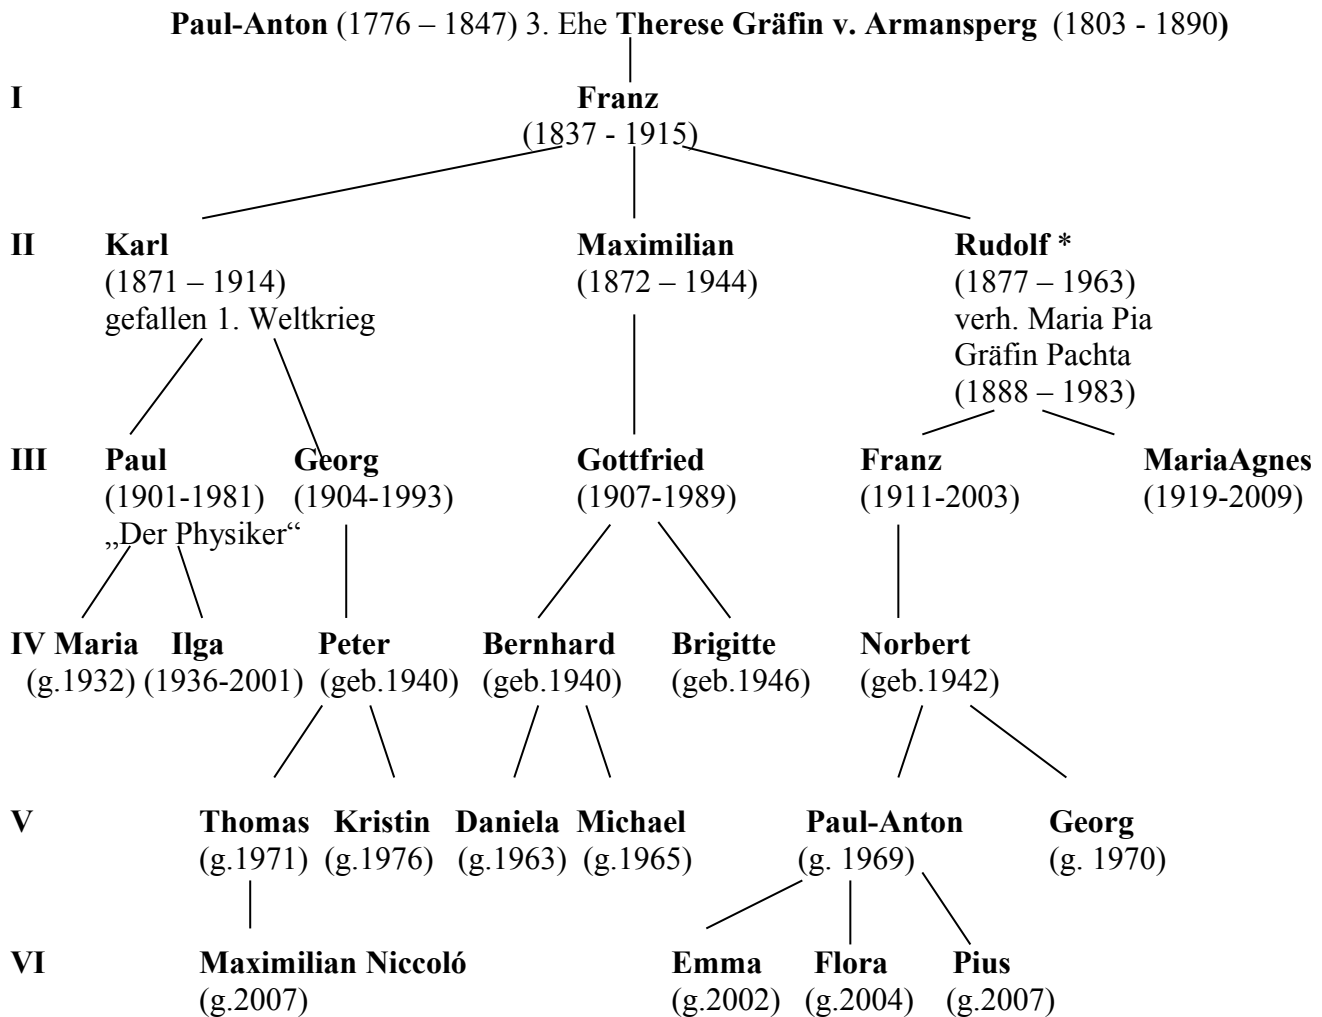 Paul-Anton (1776 – 1847) 3. Ehe Therese Gräfin v. Armansperg (1803 - 1890)
I Franz
(1837 - 1915)
II Karl Maximilian Rudolf *
(1871 – 1914) (1872 – 1944) (1877 – 1963)
gefallen 1. Weltkrieg verh. Maria Pia
Gräfin Pachta
(1888 – 1983)
III Paul Georg Gottfried Franz MariaAgnes
(1901-1981) (1904-1993) (1907-1989) (1911-2003) (1919-2009)
„Der Physiker“
IV Maria Ilga Peter Bernhard Brigitte Norbert
(g.1932) (1936-2001) (geb.1940) (geb.1940) (geb.1946) (geb.1942)
V Thomas Kristin Daniela Michael Paul-Anton Georg
(g.1971) (g.1976) (g.1963) (g.1965) (g. 1969) (g. 1970)
VI Maximilian Niccoló Emma Flora Pius
(g.2007) (g.2002) (g.2004) (g.2007)